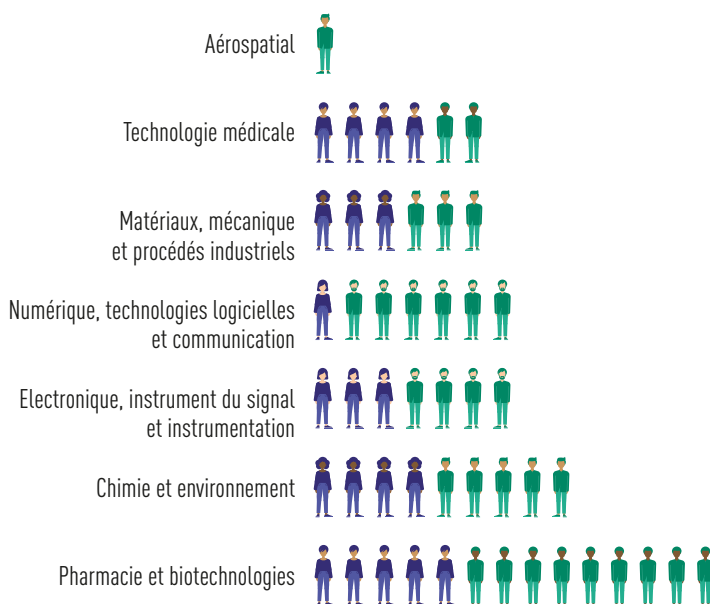 Aérospatial
Technologie médicale
Matériaux, mécanique
et procédés industriels
Numérique, technologies logicielles
et communication
Electronique, instrument du signal
et instrumentation
Chimie et environnement
Pharmacie et biotechnologies